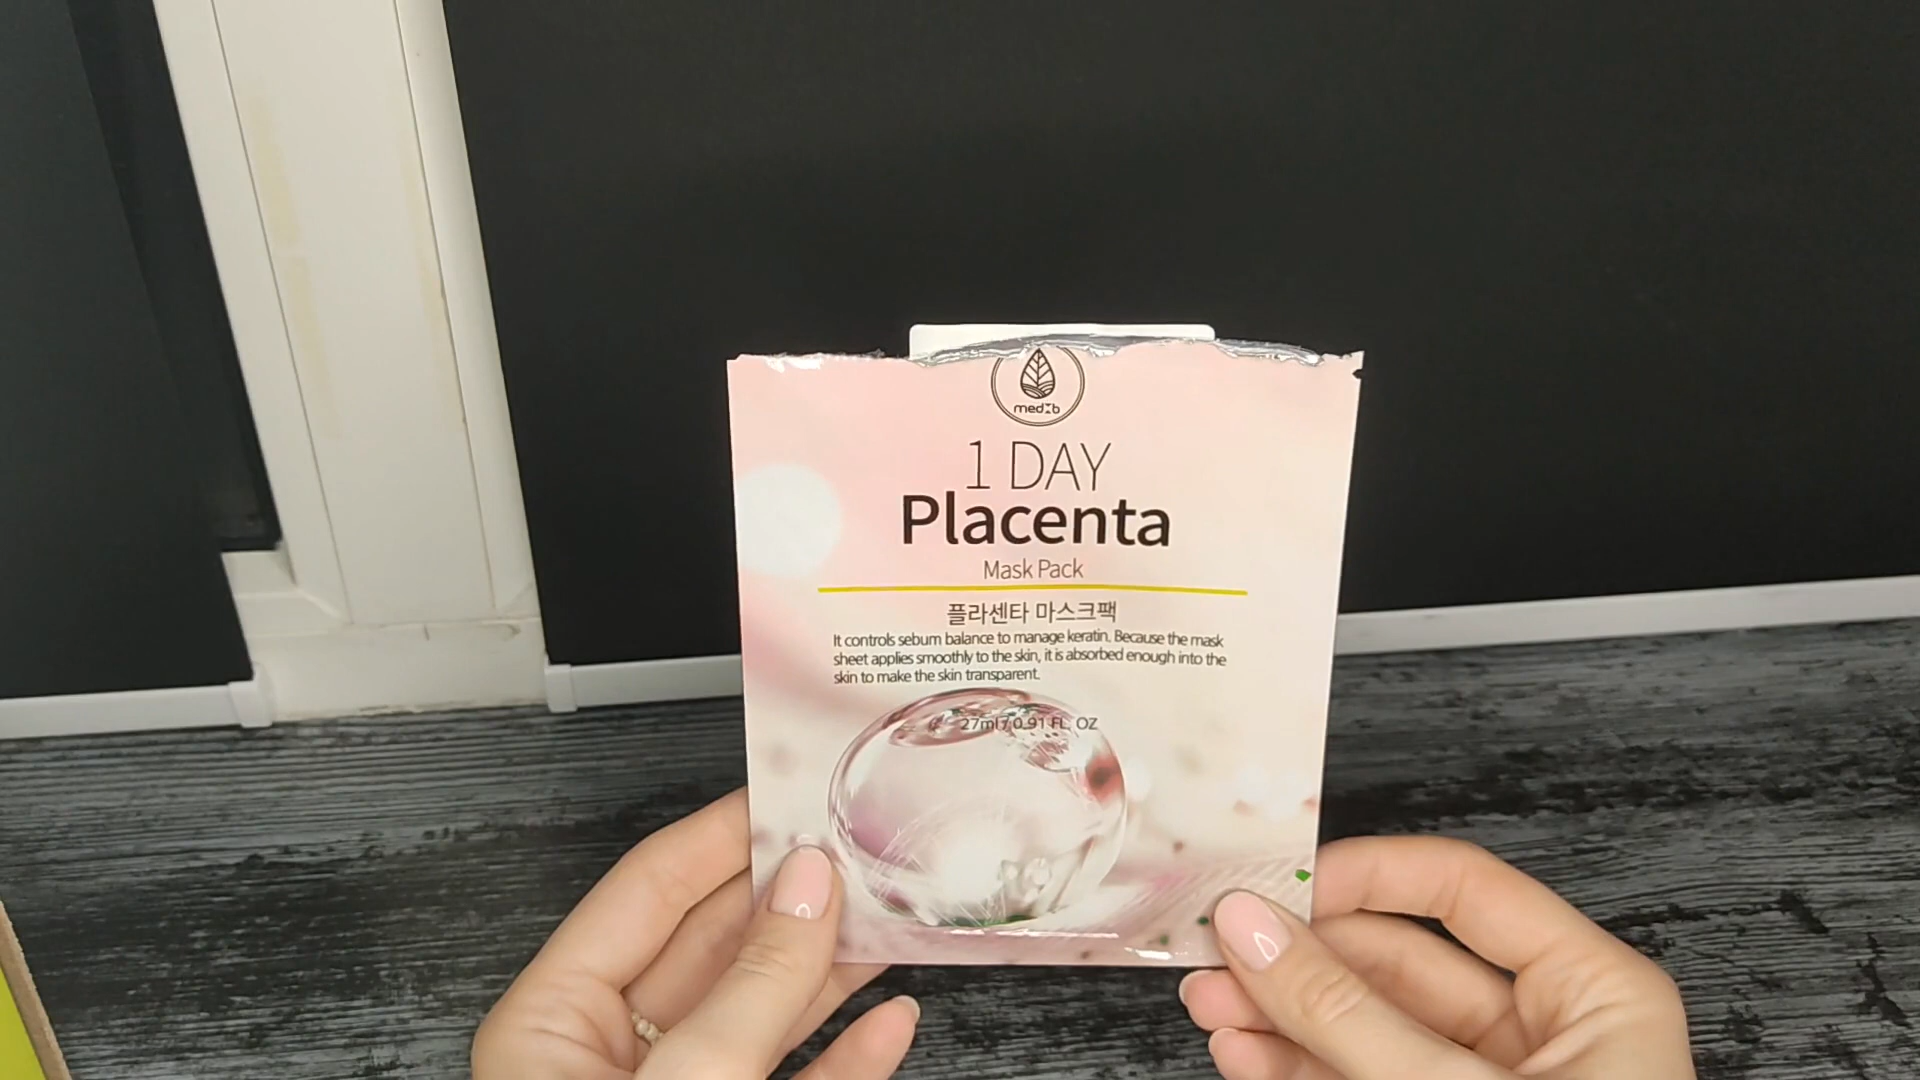 med:b
1 DAY
Placenta
Mask Pack
플라센타 마스크팩
It controls sebum balance to manage keratin. Because the mask
sheet applies smoothly to the skin, it is absorbed enough into the
skin to make the skin transparent.
27ml / 0.91 FL. OZ